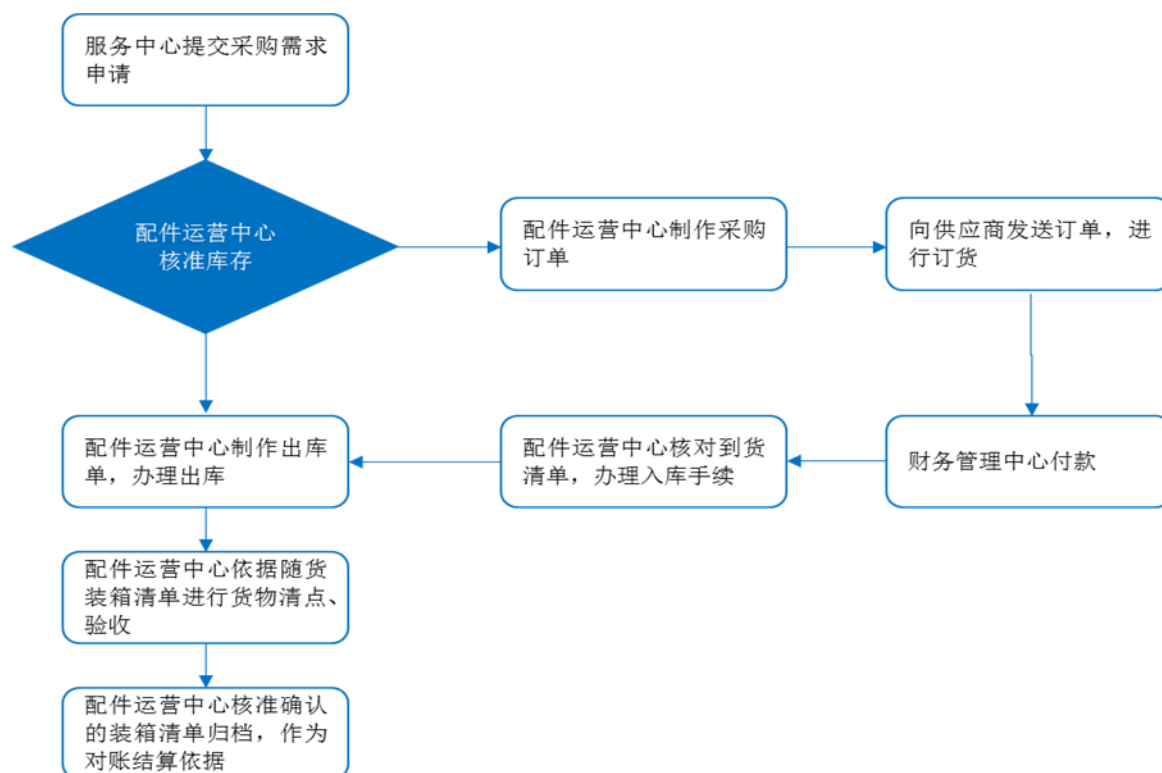 服务中心提交采购需求
申请
配件运营中心
核准库存
配件运营中心制作采购
订单
向供应商发送订单，进
行订货
配件运营中心制作出库
单，办理出库
配件运营中心核对到货
清单，办理入库手续
财务管理中心付款
配件运营中心依据随货
装箱清单进行货物清点、
验收
配件运营中心核准确认
的装箱清单归档，作为
对账结算依据